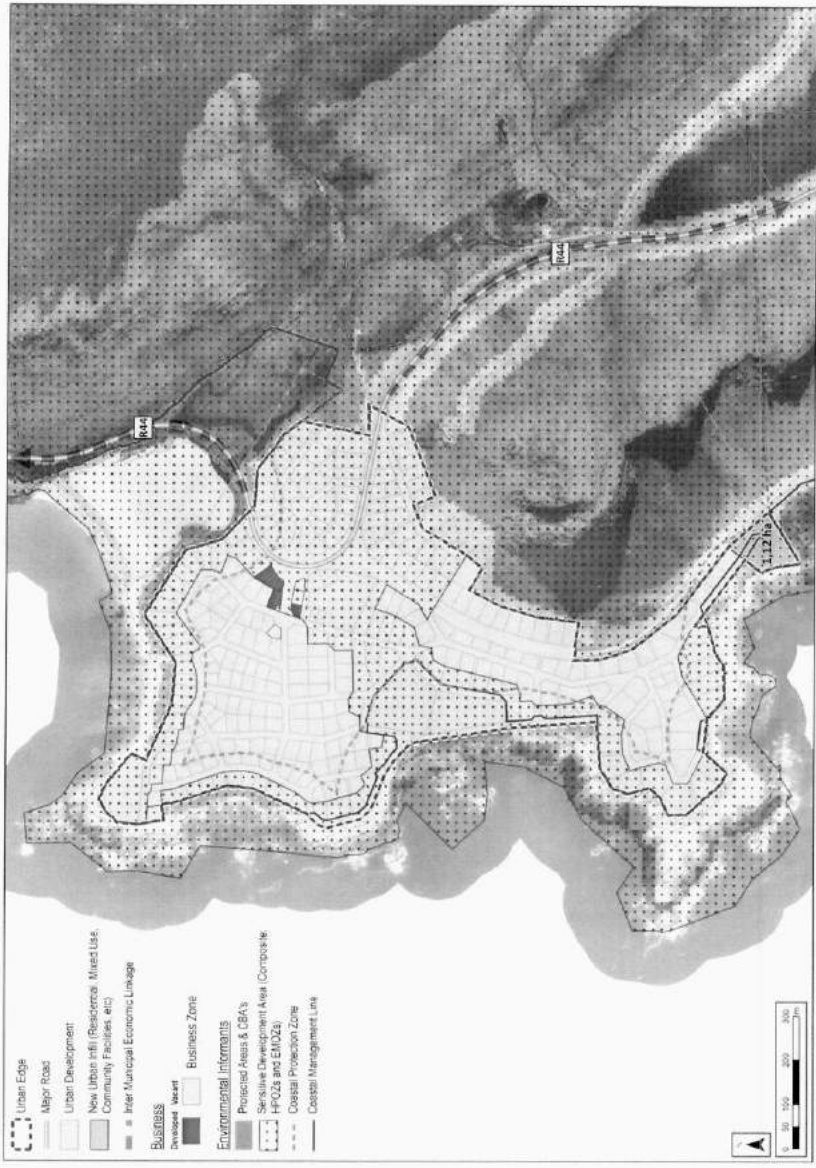 Urban Edge
Major Road
Urban Development
New Urban Infill (Residential, Mixed Use,
Community Facilities, etc)
Inter Municipal Economic Linkage
Business
Developed Vacant
Business Zone
Environmental Informants
Protected Areas & CBA's
Sensitive Development Area (Composite:
HPOZs and EMOZs)
Coastal Protection Zone
Coastal Management Line
0 50 100 200 300
m
R44
R44
1.12 ha